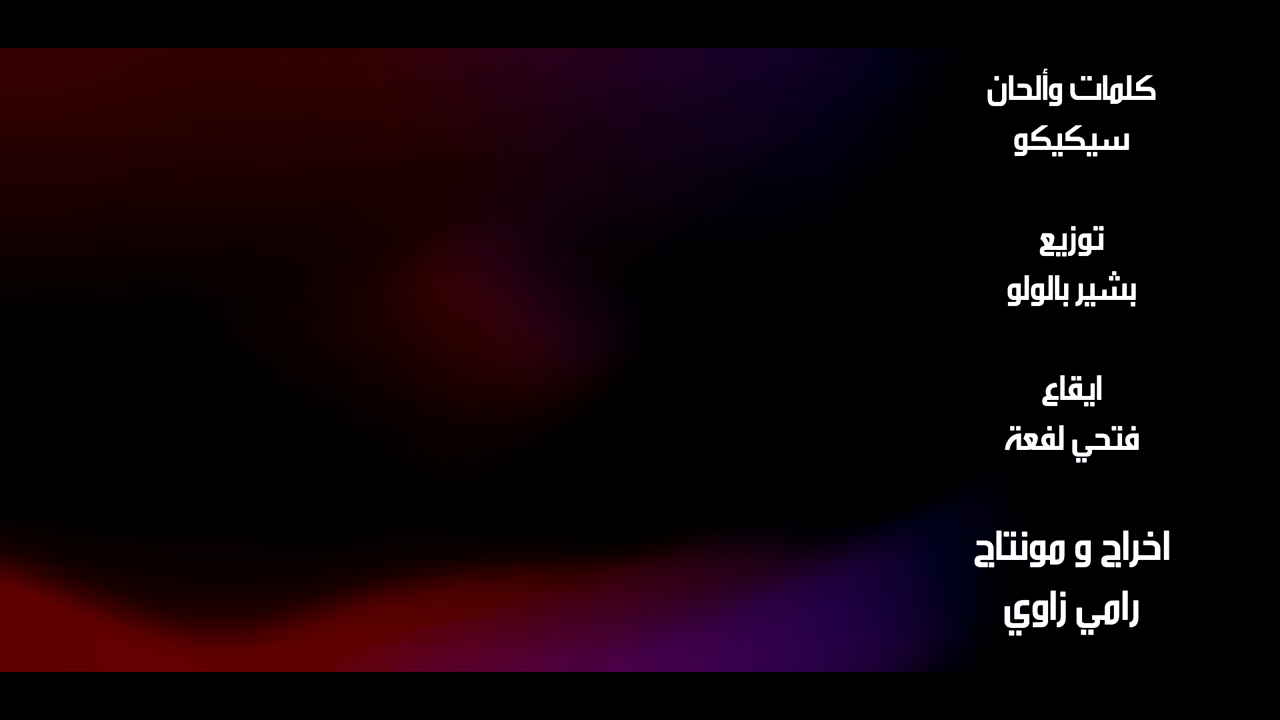 كلمات وألحان
سيكيكو
توزيع
بشير بالولو
ايقاع
فتحي لفعة
اخراج و مونتاج
رامي زاوي